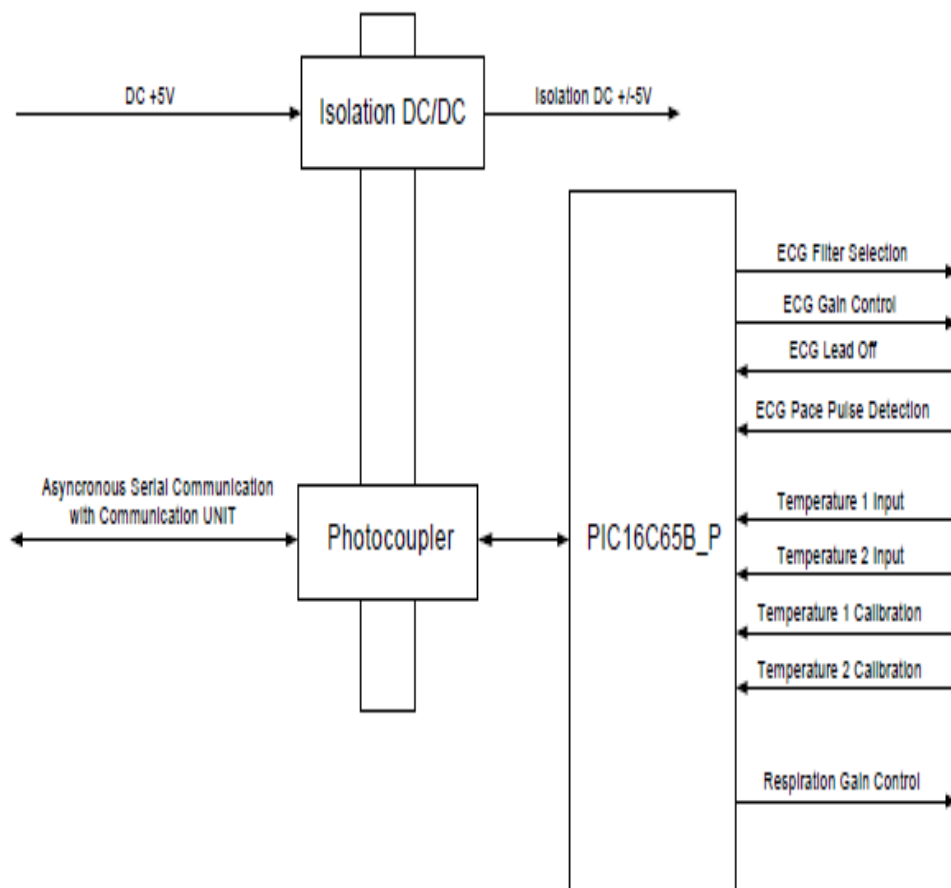 DC +5V
Isolation DC/DC
Isolation DC +/-5V
ECG Filter Selection
ECG Gain Control
ECG Lead Off
ECG Pace Pulse Detection
Asyncronous Serial Communication
with Communication UNIT
Photocoupler
PIC16C65B_P
Temperature 1 Input
Temperature 2 Input
Temperature 1 Calibration
Temperature 2 Calibration
Respiration Gain Control